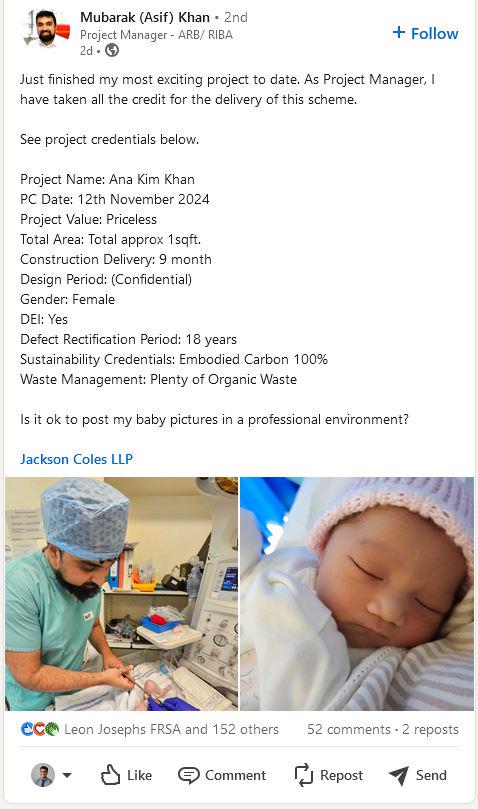 Mubarak (Asif) Khan • 2nd
Project Manager - ARB/ RIBA
2d •
+ Follow
Just finished my most exciting project to date. As Project Manager, I
have taken all the credit for the delivery of this scheme.
See project credentials below.
Project Name: Ana Kim Khan
PC Date: 12th November 2024
Project Value: Priceless
Total Area: Total approx 1sqft.
Construction Delivery: 9 month
Design Period: (Confidential)
Gender: Female
DEI: Yes
Defect Rectification Period: 18 years
Sustainability Credentials: Embodied Carbon 100%
Waste Management: Plenty of Organic Waste
Is it ok to post my baby pictures in a professional environment?
Jackson Coles LLP
Leon Josephs FRSA and 152 others
52 comments • 2 reposts
Like
Comment
Repost
Send